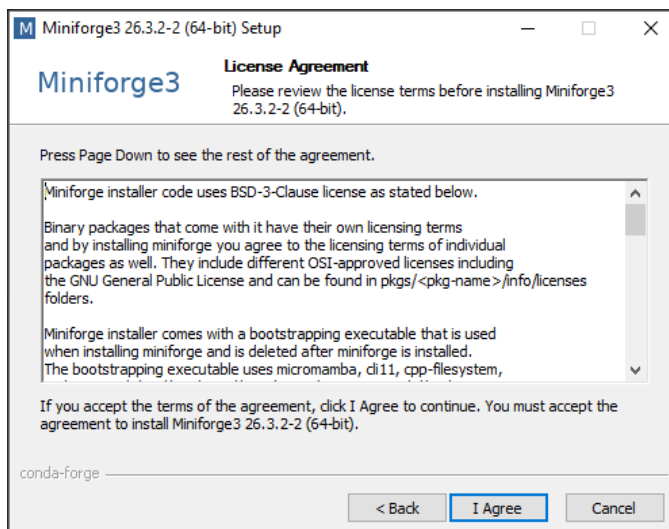 M Miniforge3 26.3.2-2 (64-bit) Setup
Miniforge3
License Agreement
Please review the license terms before installing Miniforge3
26.3.2-2 (64-bit).
Press Page Down to see the rest of the agreement.
Miniforge installer code uses BSD-3-Clause license as stated below.
Binary packages that come with it have their own licensing terms
and by installing miniforge you agree to the licensing terms of individual
packages as well. They include different OSI-approved licenses including
the GNU General Public License and can be found in pkgs/<pkg-name>/info/licenses
folders.
Miniforge installer comes with a bootstrapping executable that is used
when installing miniforge and is deleted after miniforge is installed.
The bootstrapping executable uses micromamba, cli11, cpp-filesystem,
If you accept the terms of the agreement, click I Agree to continue. You must accept the
agreement to install Miniforge3 26.3.2-2 (64-bit).
conda-forge
< Back
I Agree
Cancel